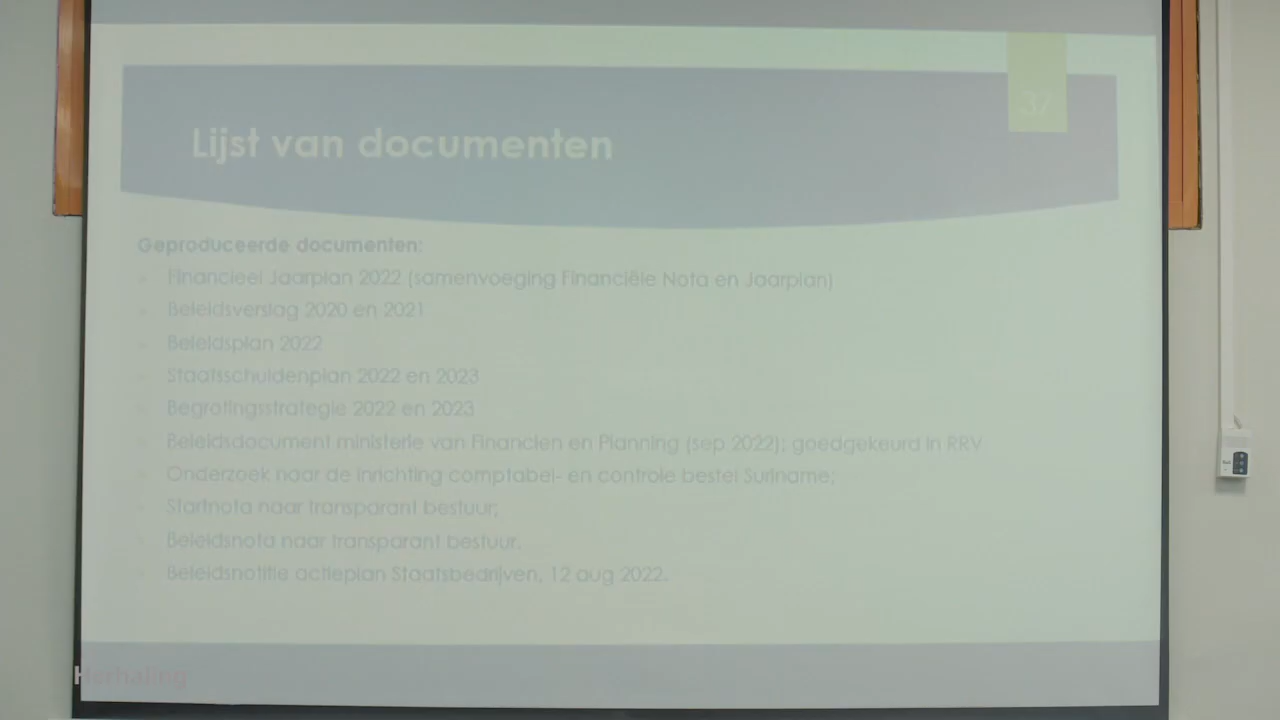 37
Lijst van documenten
Geproduceerde documenten:
Financieel Jaarplan 2022 (samenvoeging Financiële Nota en Jaarplan)
Beleidsverslag 2020 en 2021
Beleidsplan 2022
Staatsschuldenplan 2022 en 2023
Begrotingsstrategie 2022 en 2023
Beleidsdocument ministerie van Financien en Planning (sep 2022); goedgekeurd in RRV
Onderzoek naar de inrichting comptabel- en controle bestel Suriname;
Startnota naar transparant bestuur;
Beleidsnota naar transparant bestuur.
Beleidsnotitie actieplan Staatsbedrijven, 12 aug 2022.
Herhaling